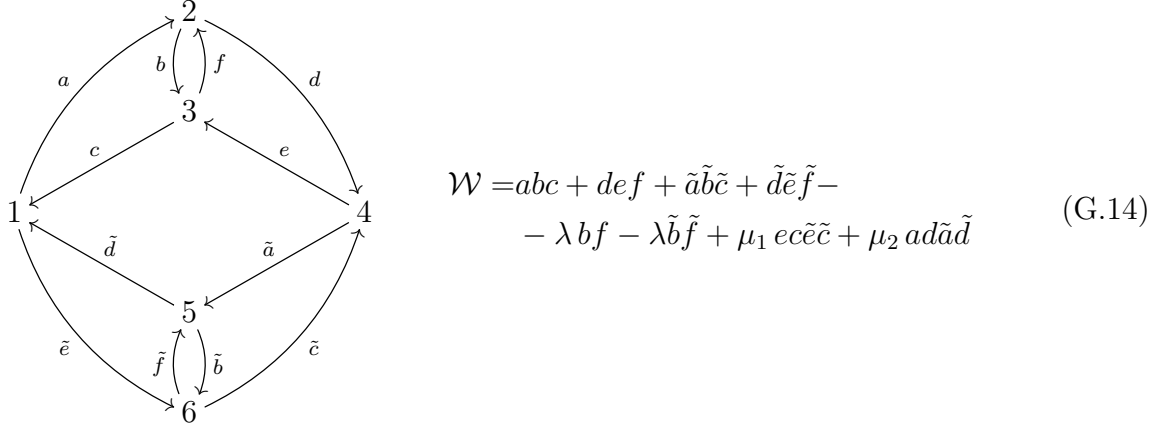 2
b f
a d
3
c e
1 4
d̃ ã
5
ẽ f̃ b̃ c̃
6
𝒲 =abc + def + ãb̃c̃ + d̃ẽf̃−
− λ bf − λb̃f̃ + μ₁ ecẽc̃ + μ₂ adãd̃
(G.14)